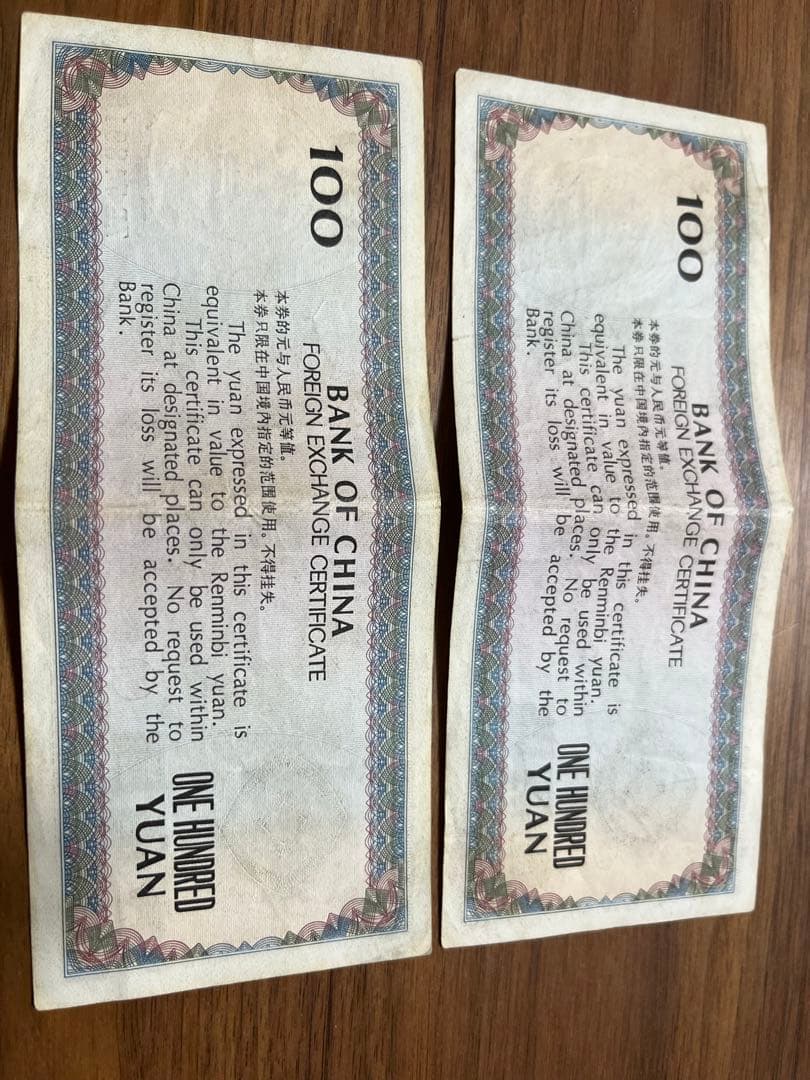 100
BANK OF CHINA
FOREIGN EXCHANGE CERTIFICATE
本券的元与人民币元等值。
本券只限在中国境内指定的范围使用。不得挂失。
The yuan expressed in this certificate is
equivalent in value to the Renminbi yuan.
This certificate can only be used within
China at designated places. No request to
register its loss will be accepted by the
Bank.
ONE HUNDRED
YUAN
100
BANK OF CHINA
FOREIGN EXCHANGE CERTIFICATE
本券的元与人民币元等值。
本券只限在中国境内指定的范围使用。不得挂失。
The yuan expressed in this certificate is
equivalent in value to the Renminbi yuan.
This certificate can only be used within
China at designated places. No request to
register its loss will be accepted by the
Bank.
ONE HUNDRED
YUAN